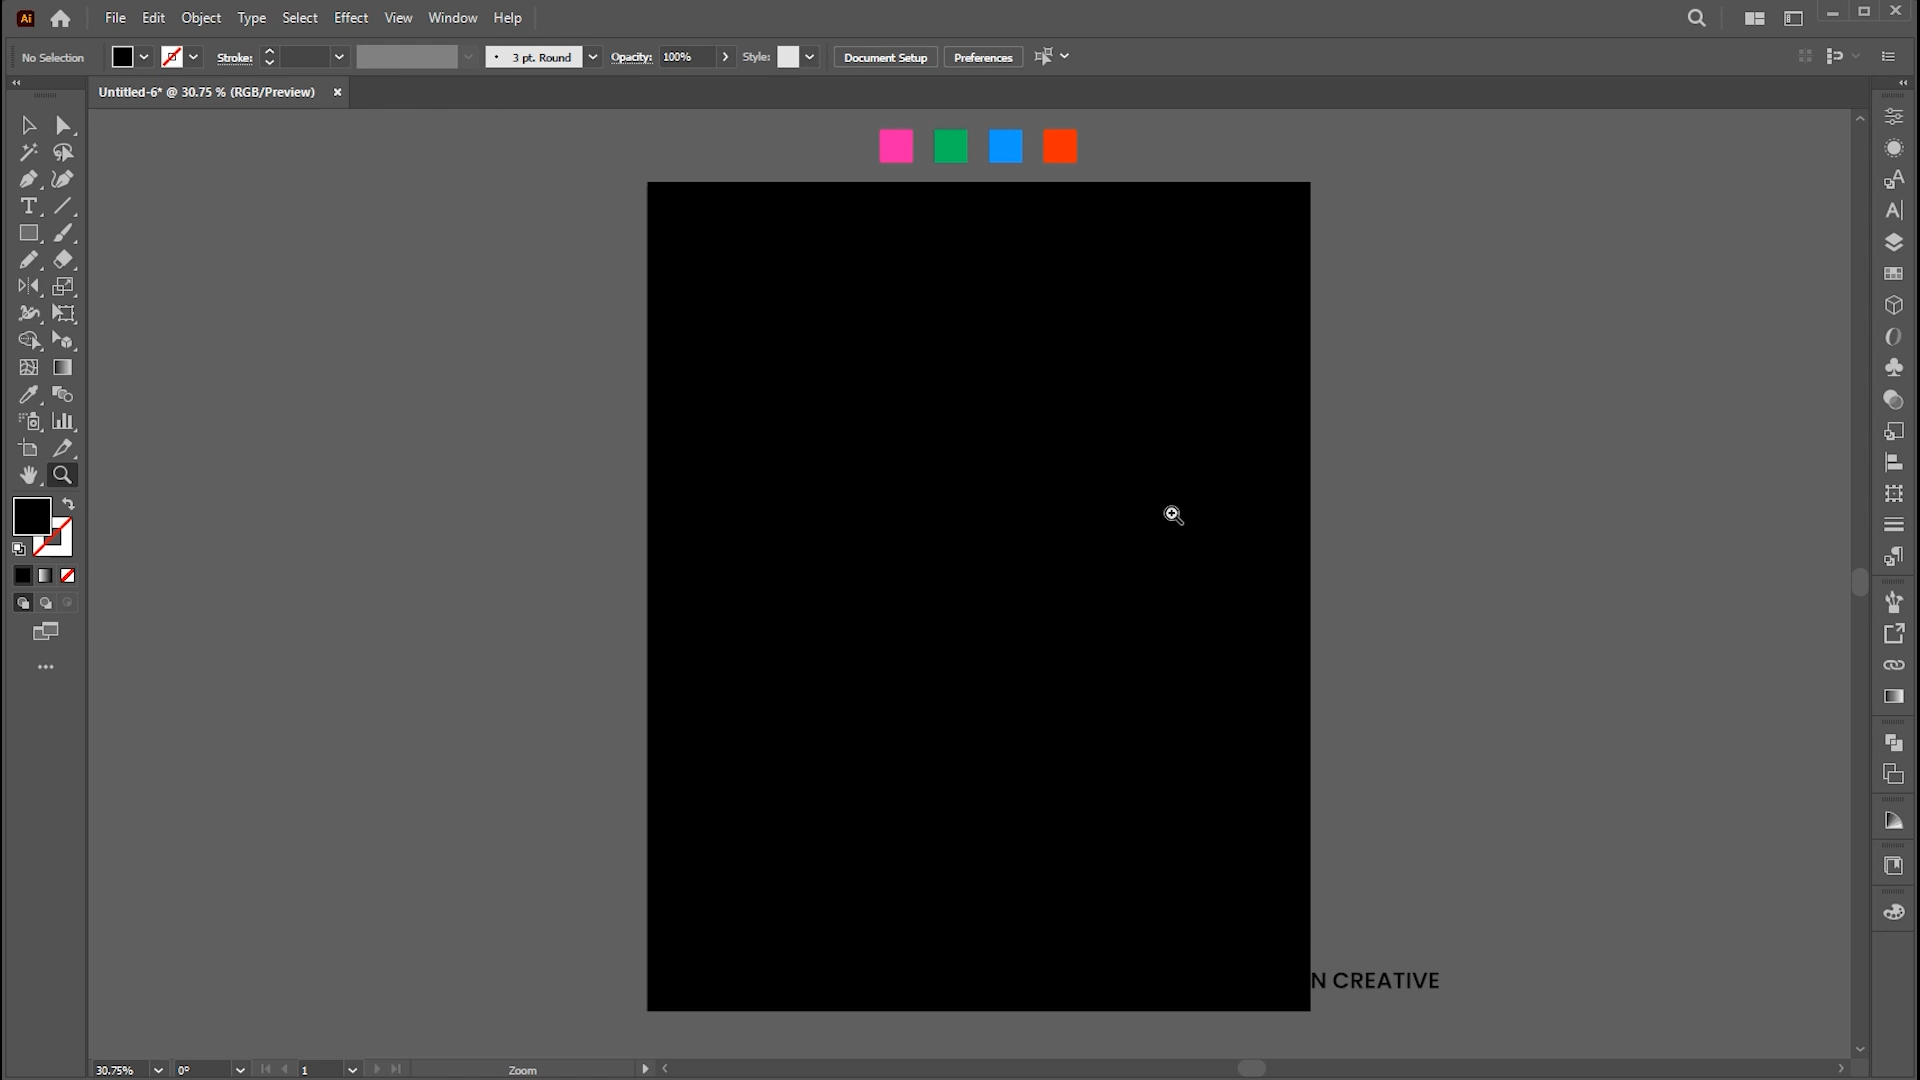 Ai File Edit Object Type Select Effect View Window Help
No Selection Stroke: 3 pt. Round Opacity: 100% Style: Document Setup Preferences
Untitled-6* @ 30.75 % (RGB/Preview)
N CREATIVE
30.75% 0° 1 Zoom